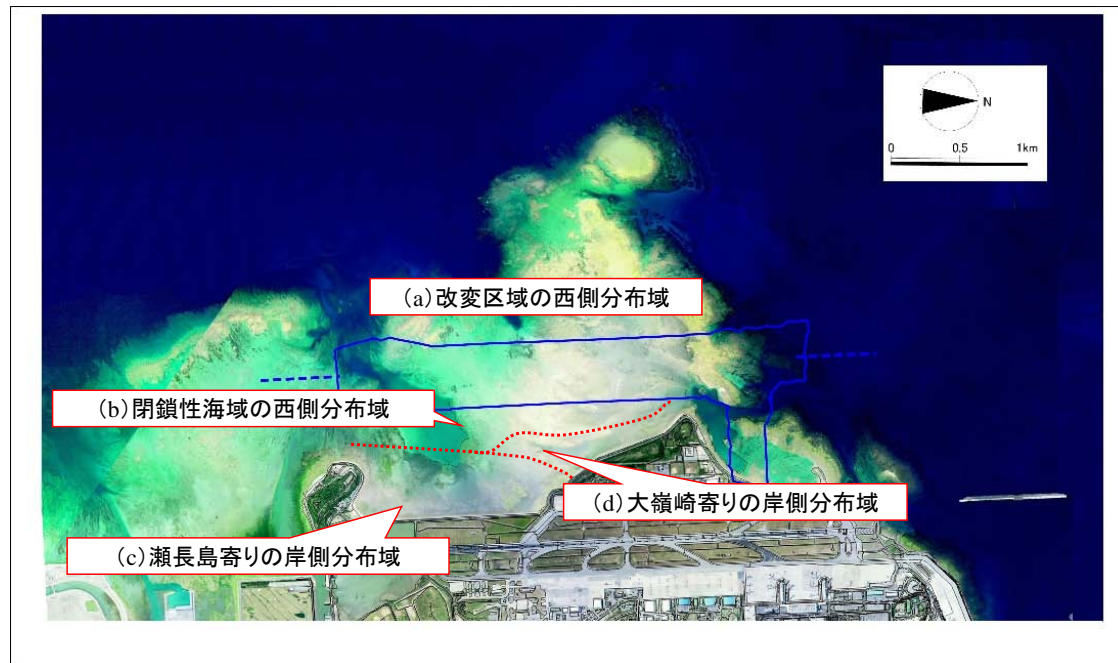 N
0 0.5 1km
(a)改変区域の西側分布域
(b)閉鎖性海域の西側分布域
(d)大嶺崎寄りの岸側分布域
(c)瀬長島寄りの岸側分布域